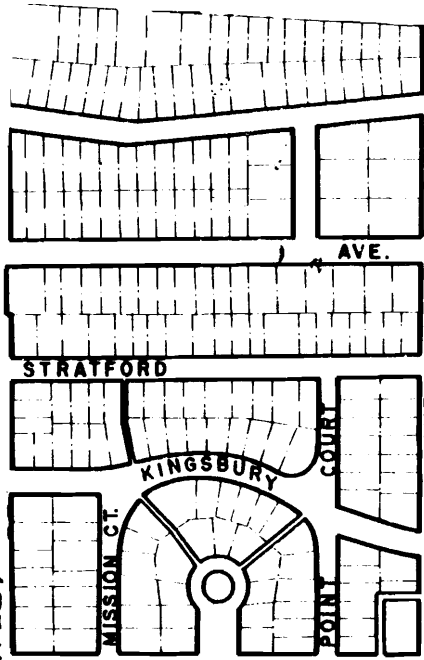 AVE.
STRATFORD
KINGSBURY
COURT
MISSION CT.
POINT